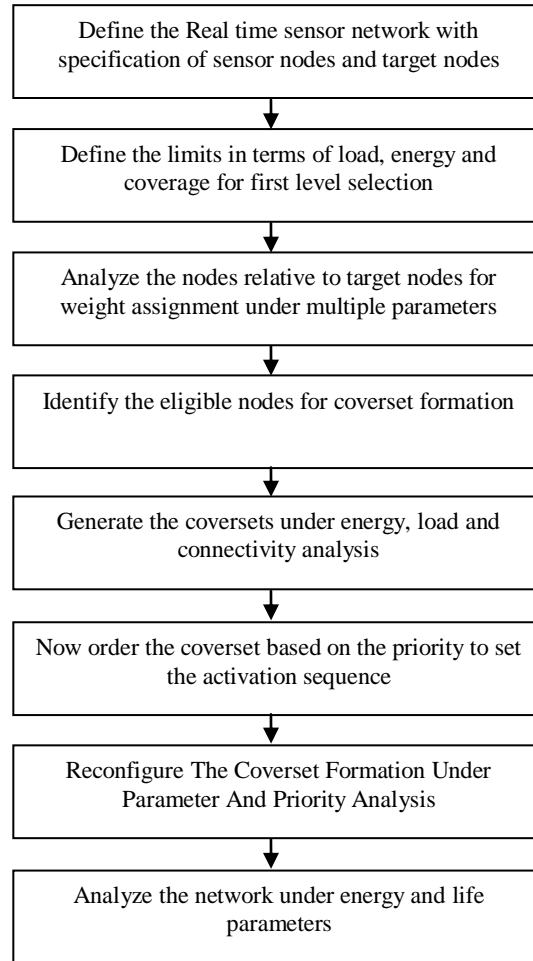 Define the Real time sensor network with
specification of sensor nodes and target nodes
Define the limits in terms of load, energy and
coverage for first level selection
Analyze the nodes relative to target nodes for
weight assignment under multiple parameters
Identify the eligible nodes for coverset formation
Generate the coversets under energy, load and
connectivity analysis
Now order the coverset based on the priority to set
the activation sequence
Reconfigure The Coverset Formation Under
Parameter And Priority Analysis
Analyze the network under energy and life
parameters